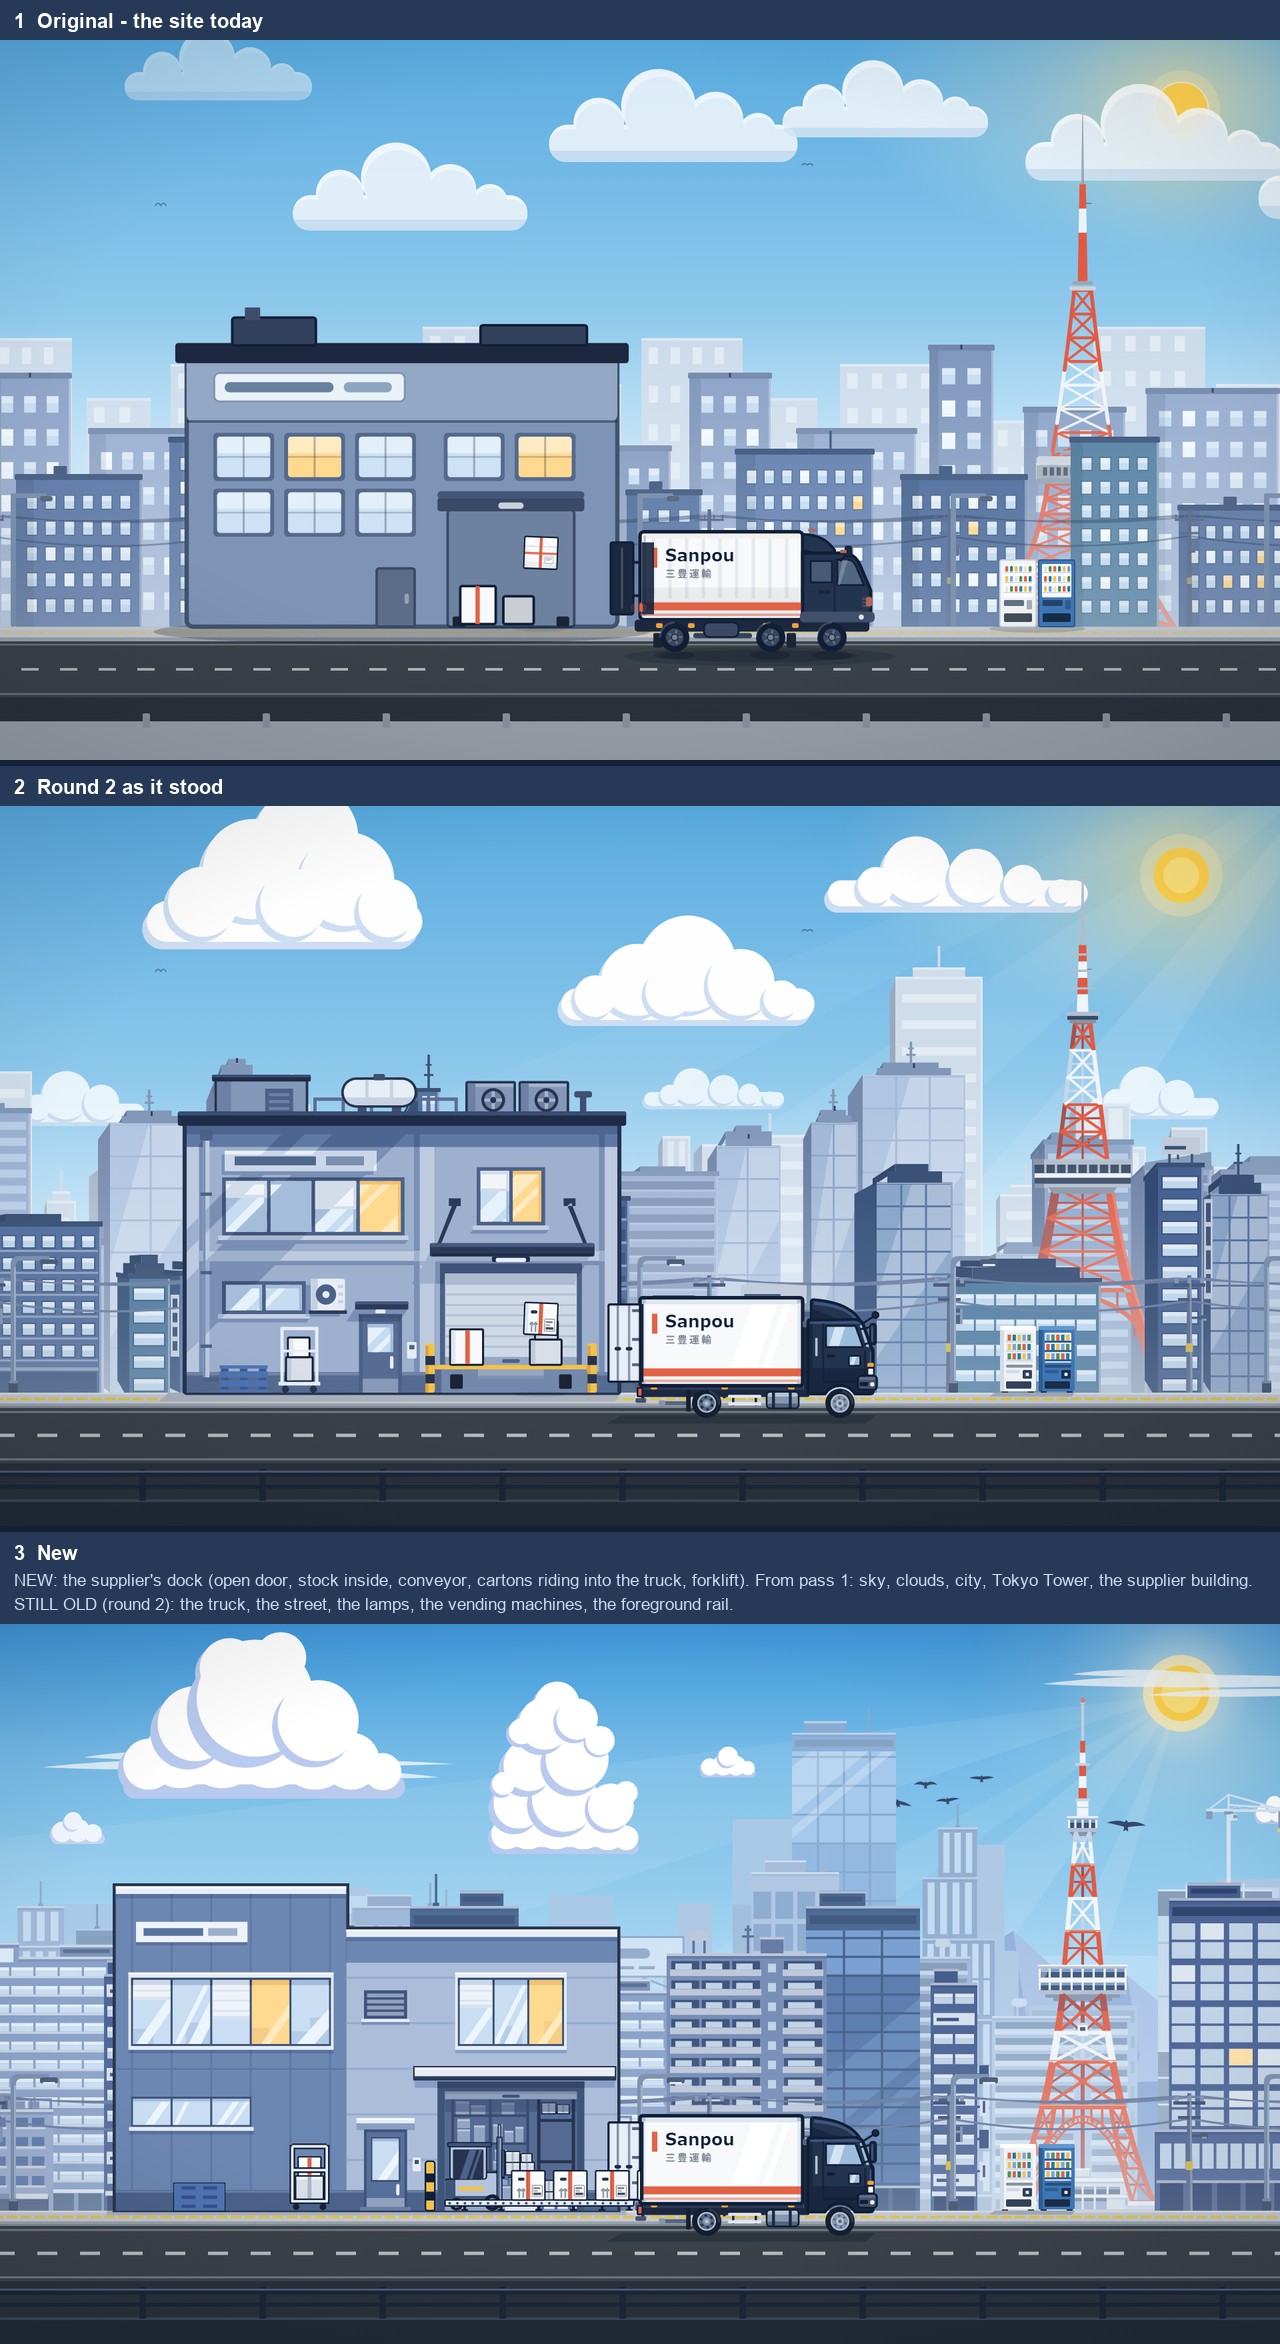 1 Original - the site today
Sanpou
三豊運輸
2 Round 2 as it stood
Sanpou
三豊運輸
3 New
NEW: the supplier's dock (open door, stock inside, conveyor, cartons riding into the truck, forklift). From pass 1: sky, clouds, city, Tokyo Tower, the supplier building.
STILL OLD (round 2): the truck, the street, the lamps, the vending machines, the foreground rail.
Sanpou
三豊運輸